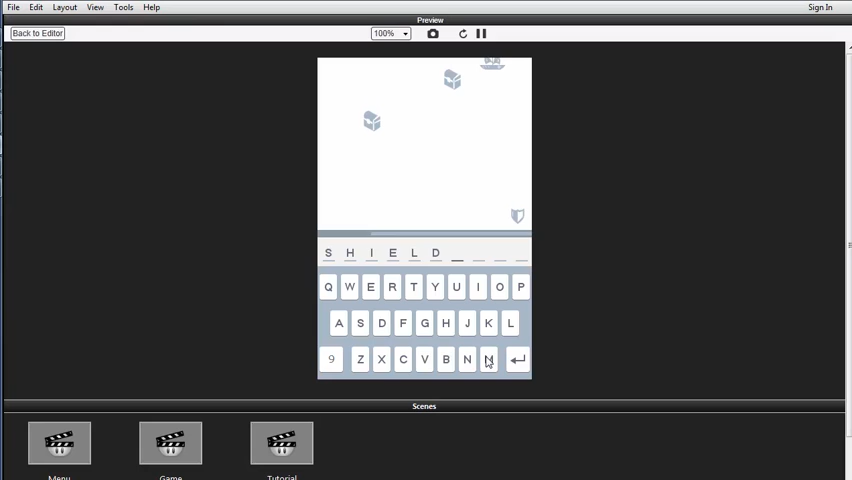 File Edit Layout View Tools Help Sign In
Preview
Back to Editor 100%
S H I E L D _ _ _ _
Q W E R T Y U I O P
A S D F G H J K L
9 Z X C V B N M
Scenes
Menu Game Tutorial